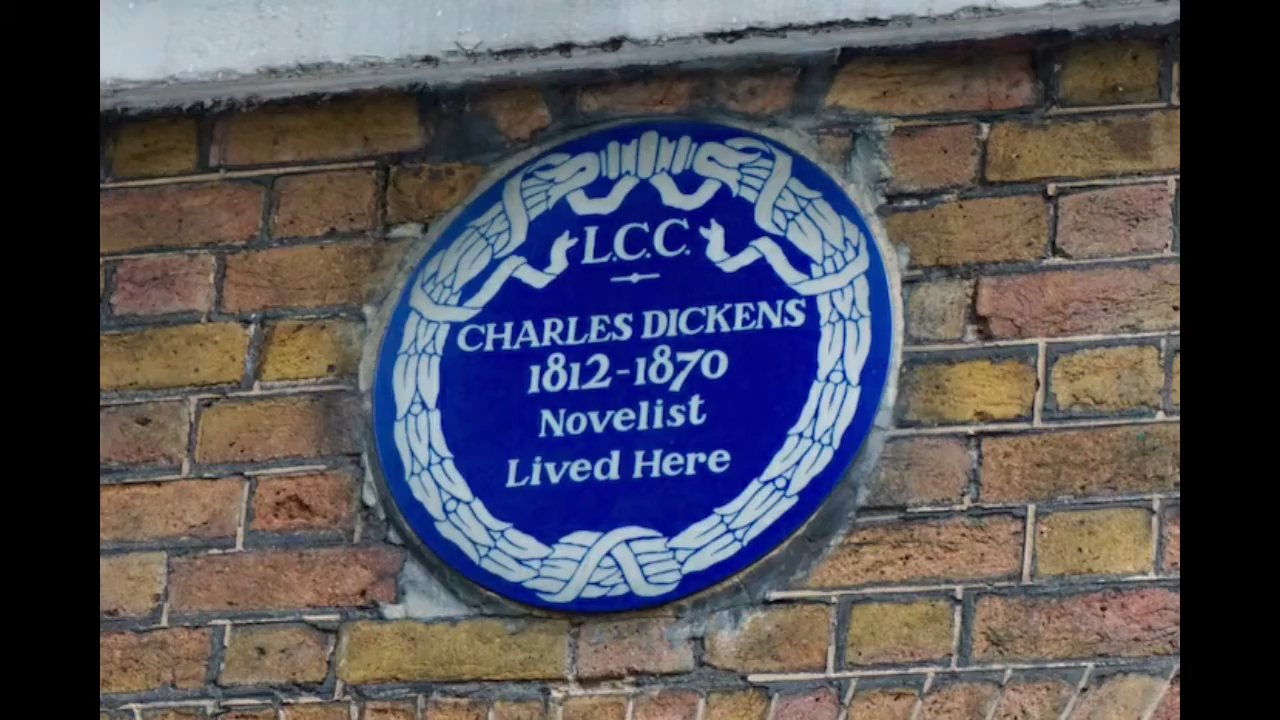 L.C.C.
CHARLES DICKENS
1812-1870
Novelist
Lived Here